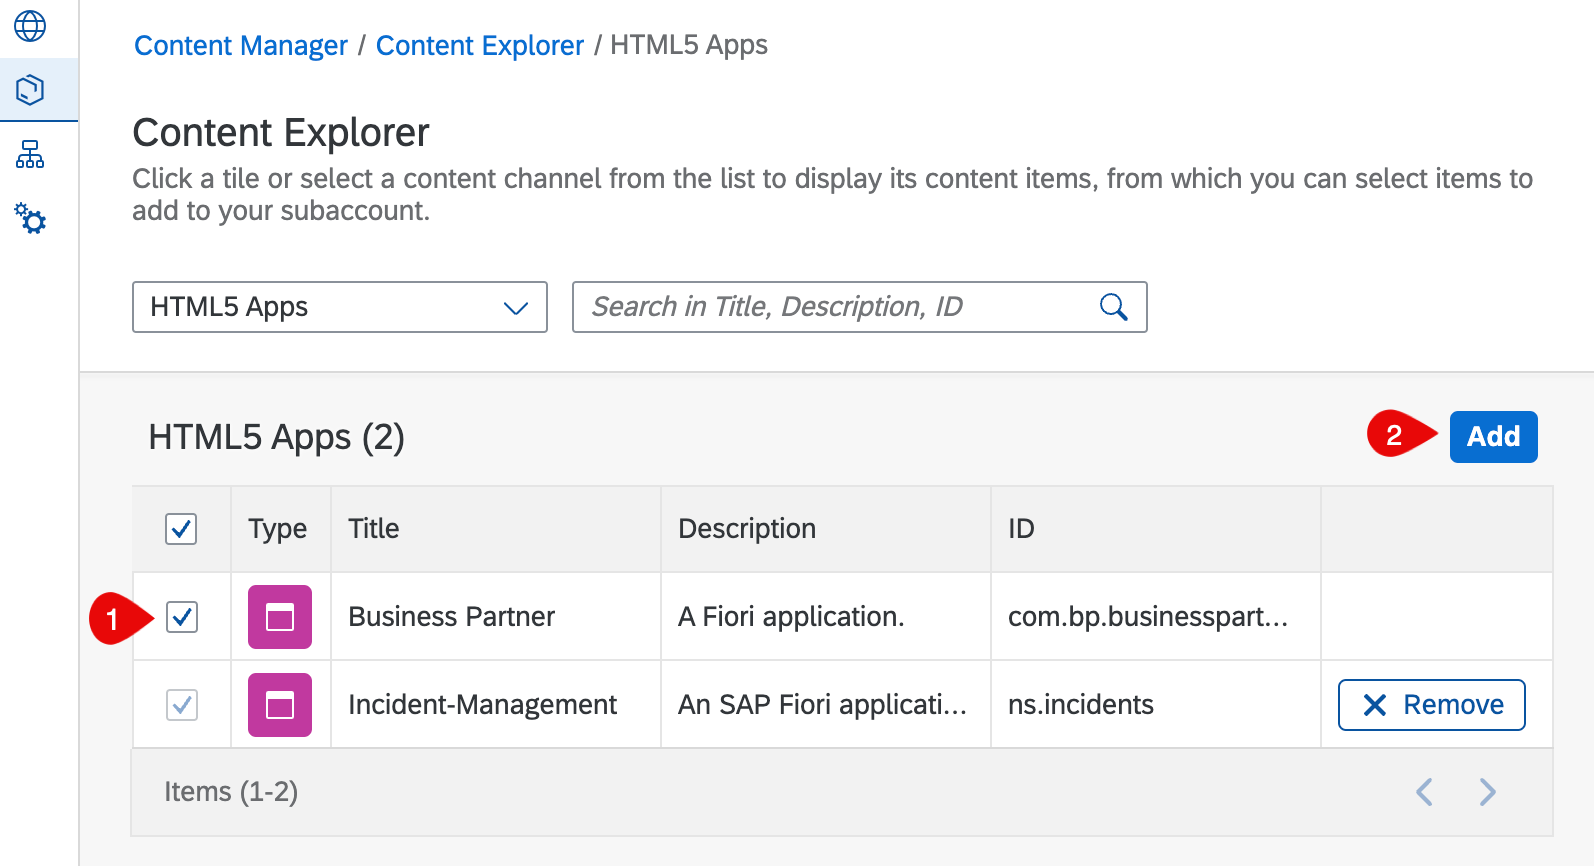 Content Manager / Content Explorer / HTML5 Apps
Content Explorer
Click a tile or select a content channel from the list to display its content items, from which you can select items to
add to your subaccount.
HTML5 Apps
Search in Title, Description, ID
HTML5 Apps (2)
2
Add
Type Title Description ID
1
Business Partner A Fiori application. com.bp.businesspart...
Incident-Management An SAP Fiori applicati... ns.incidents Remove
Items (1-2)